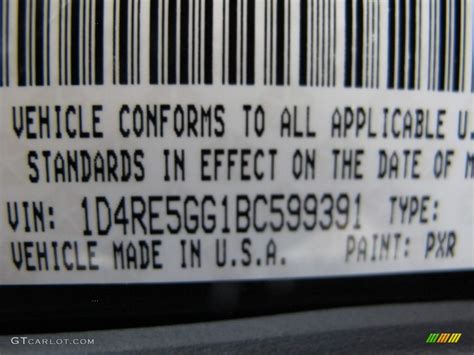 VEHICLE CONFORMS TO ALL APPLICABLE U.
STANDARDS IN EFFECT ON THE DATE OF M
VIN: 1D4RE5GG1BC599391 TYPE:
VEHICLE MADE IN U.S.A. PAINT: PXR
GTCARLOT.COM